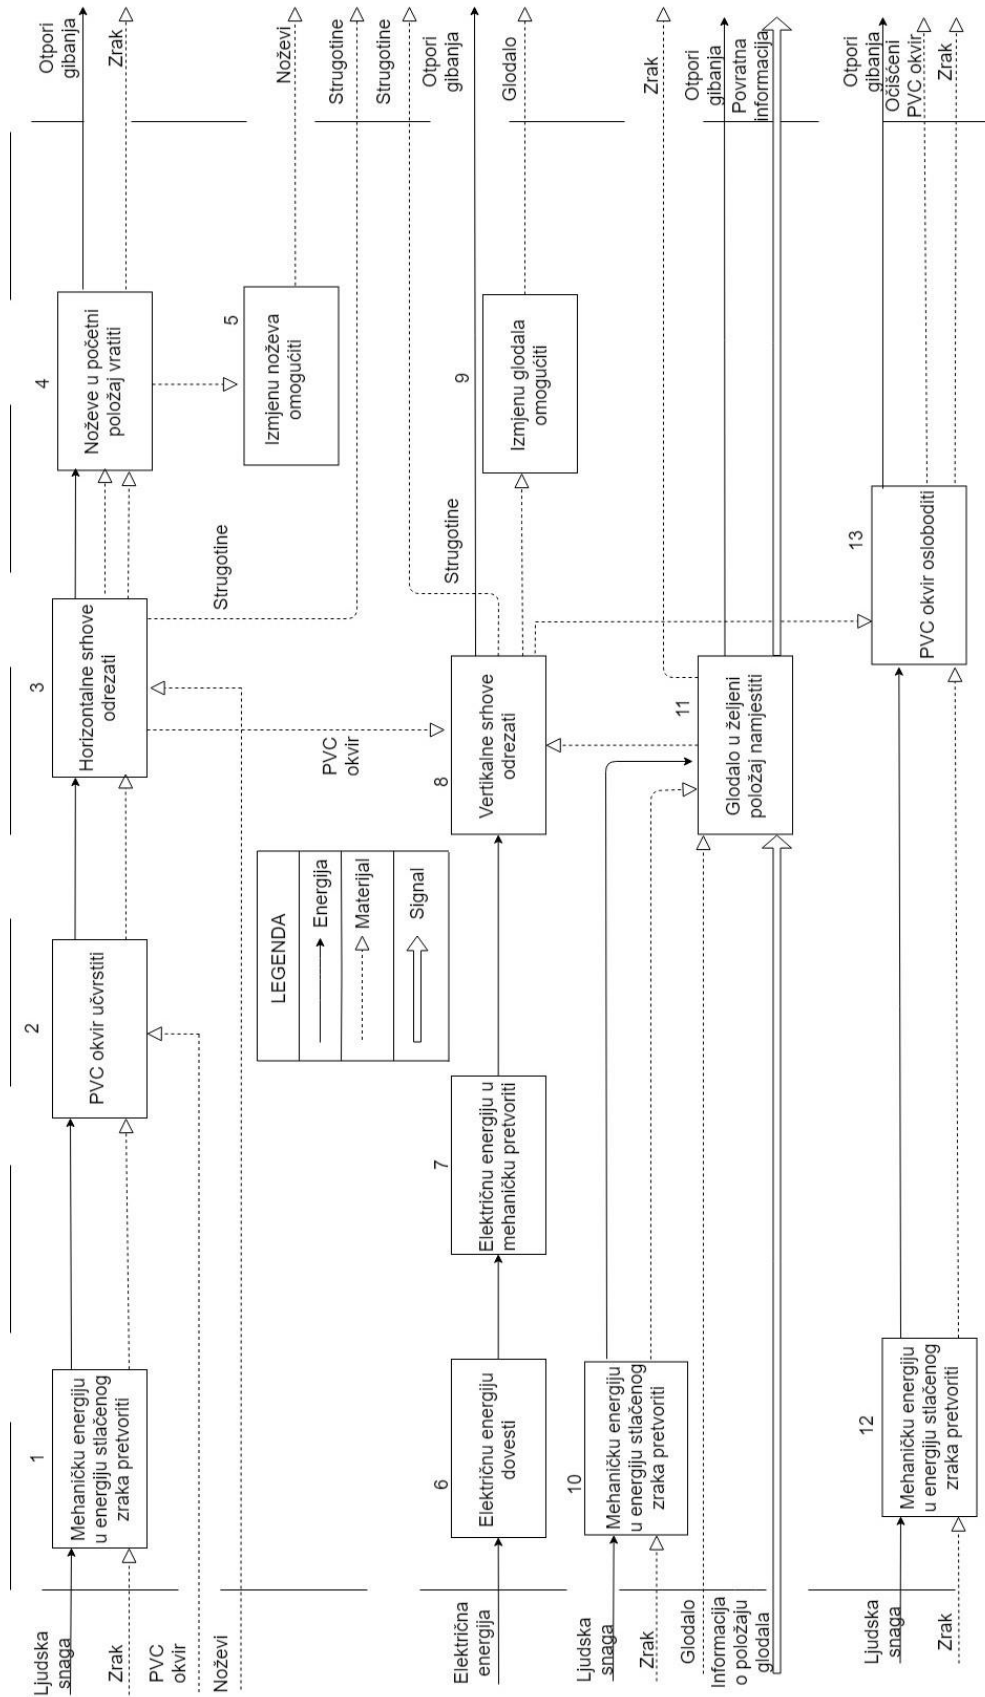 Ljudska
snaga
Zrak
PVC
okvir
Noževi
1
Mehaničku energiju
u energiju stlačenog
zraka pretvoriti
2
PVC okvir učvrstiti
3
Horizontalne srhove
odrezati
4
Noževe u početni
položaj vratiti
5
Izmjenu noževa
omogućiti
Strugotine
PVC
okvir
Otpori
gibanja
Zrak
Noževi
Strugotine
LEGENDA
Energija
Materijal
Signal
Električna
energija
6
Električnu energiju
dovesti
7
Električnu energiju u
mehaničku pretvoriti
8
Vertikalne srhove
odrezati
Strugotine
9
Izmjenu glodala
omogućiti
Strugotine
Otpori
gibanja
Glodalo
Ljudska
snaga
Zrak
Glodalo
Informacija
o položaju
glodala
10
Mehaničku energiju
u energiju stlačenog
zraka pretvoriti
11
Glodalo u željeni
položaj namjestiti
Zrak
Otpori
gibanja
Povratna
informacija
Ljudska
snaga
Zrak
12
Mehaničku energiju
u energiju stlačenog
zraka pretvoriti
13
PVC okvir osloboditi
Otpori
gibanja
Očišćeni
PVC okvir
Zrak